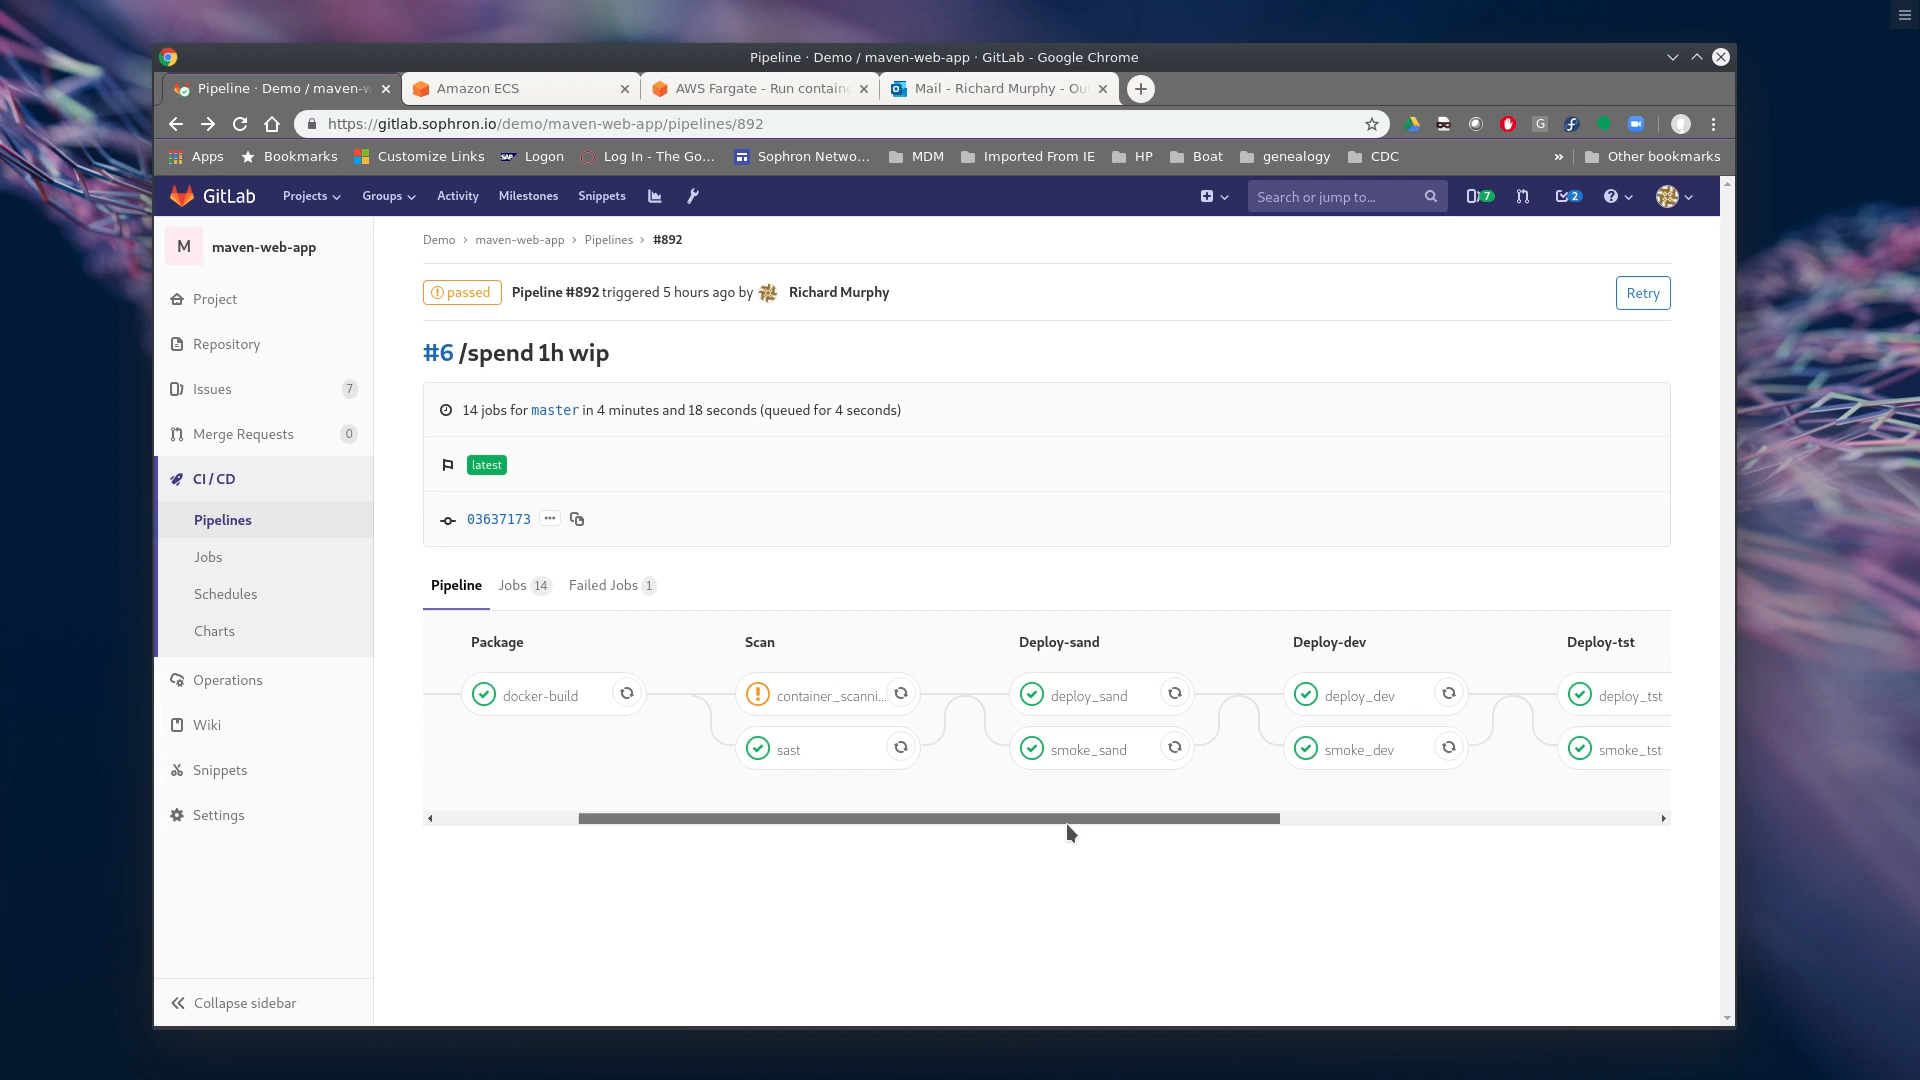 Pipeline · Demo / maven-web-app · GitLab - Google Chrome
Pipeline · Demo / maven-w
Amazon ECS
AWS Fargate - Run containe
Mail - Richard Murphy - Ou
https://gitlab.sophron.io/demo/maven-web-app/pipelines/892
Apps
Bookmarks
Customize Links
SAP
Logon
Log In - The Go...
Sophron Netwo...
MDM
Imported From IE
HP
Boat
genealogy
CDC
»
Other bookmarks
GitLab
Projects
Groups
Activity
Milestones
Snippets
Search or jump to...
7
2
M
maven-web-app
Project
Repository
Issues 7
Merge Requests 0
CI / CD
Pipelines
Jobs
Schedules
Charts
Operations
Wiki
Snippets
Settings
Collapse sidebar
Demo › maven-web-app › Pipelines › #892
passed Pipeline #892 triggered 5 hours ago by Richard Murphy
Retry
#6 /spend 1h wip
14 jobs for master in 4 minutes and 18 seconds (queued for 4 seconds)
latest
03637173 ...
Pipeline Jobs 14 Failed Jobs 1
Package
Scan
Deploy-sand
Deploy-dev
Deploy-tst
docker-build
container_scanni...
deploy_sand
deploy_dev
deploy_tst
sast
smoke_sand
smoke_dev
smoke_tst